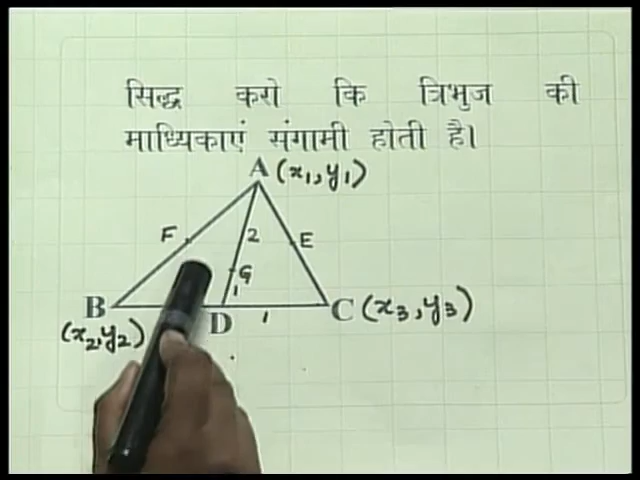 सिद्ध करो कि त्रिभुज की
माध्यिकाएं संगामी होती है।
A (x₁, y₁)
F 2 E
G
1
B D 1 C (x₃, y₃)
(x₂, y₂)